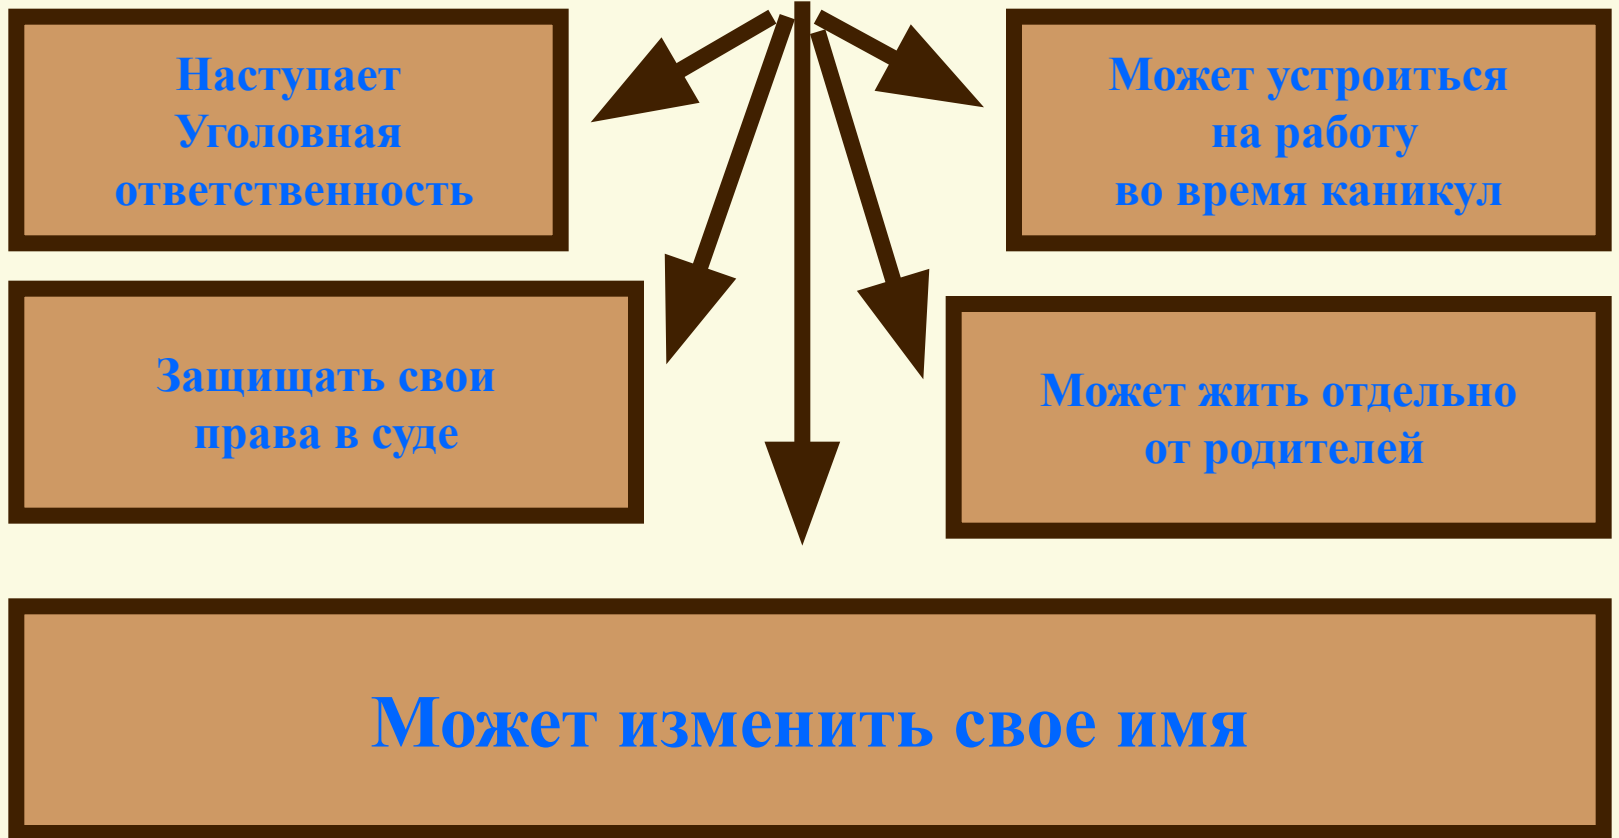 Наступает
Уголовная
ответственность
Может устроиться
на работу
во время каникул
Защищать свои
права в суде
Может жить отдельно
от родителей
Может изменить свое имя